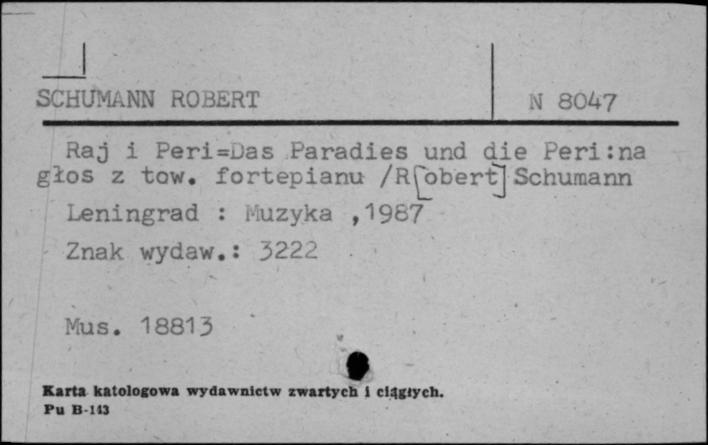 SCHUMANN ROBERT N 8047
Raj i Peri=Das Paradies und die Peri:na
głos z tow. fortepianu /R[obert] Schumann
Leningrad : Muzyka ,1987
Znak wydaw.: 3222
Mus. 18813
Karta katologowa wydawnictw zwartych i ciągłych.
Pu B-143